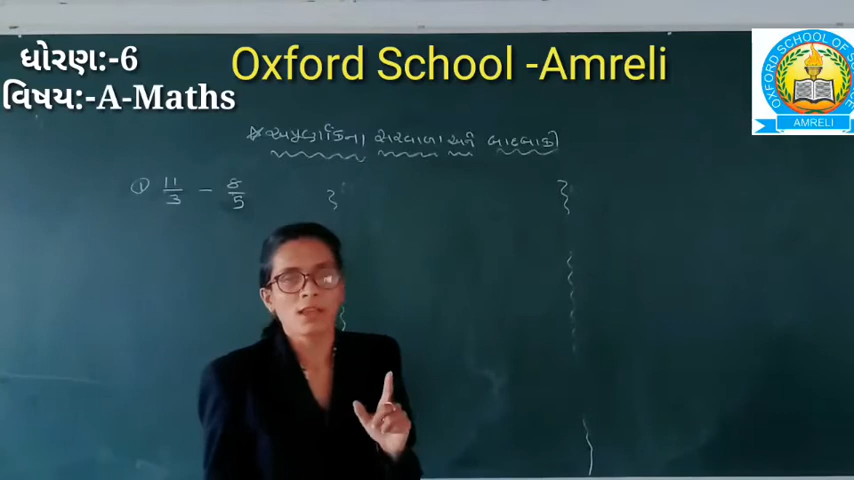 ધોરણ:-6
વિષય:-A-Maths
Oxford School -Amreli
OXFORD SCHOOL OF
AMRELI
* અપૂર્ણાંકના સરવાળા અને બાદબાકી
① 11/3 - 8/5